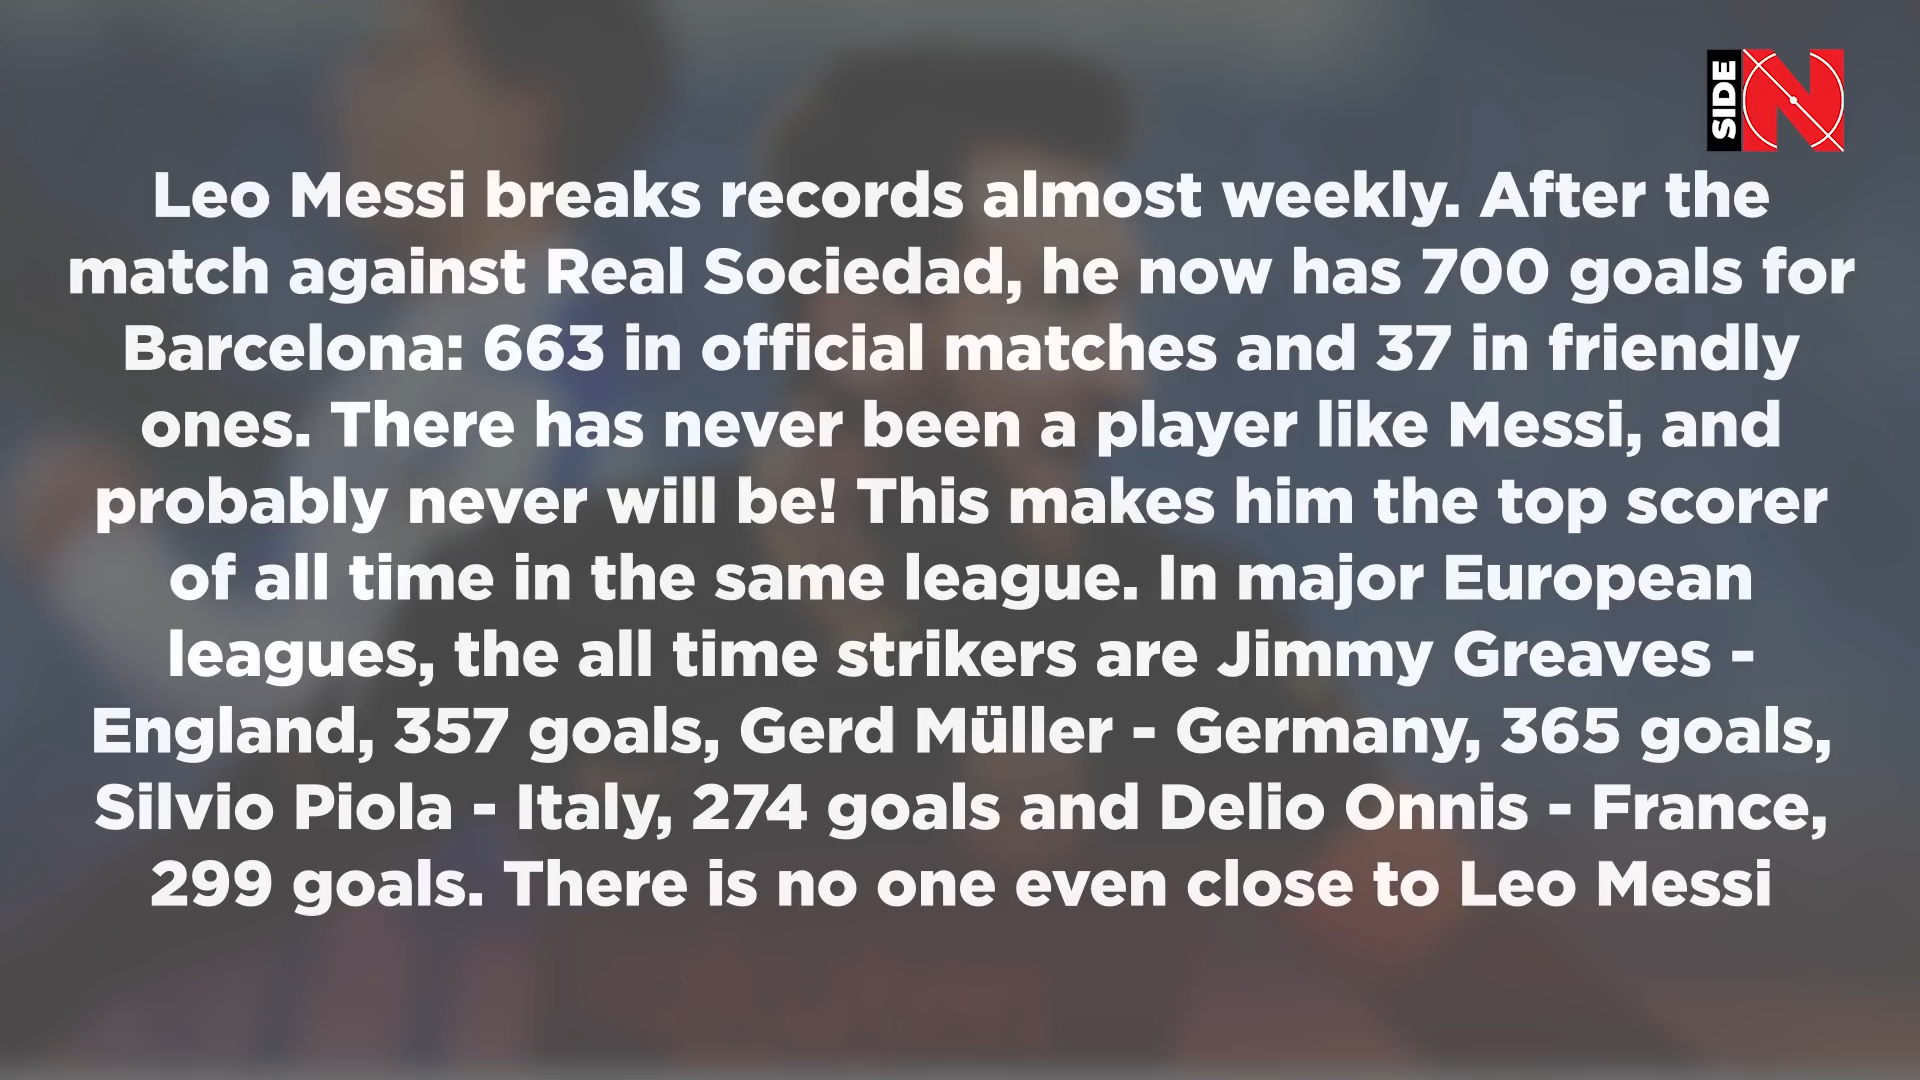 SIDE N
Leo Messi breaks records almost weekly. After the
match against Real Sociedad, he now has 700 goals for
Barcelona: 663 in official matches and 37 in friendly
ones. There has never been a player like Messi, and
probably never will be! This makes him the top scorer
of all time in the same league. In major European
leagues, the all time strikers are Jimmy Greaves -
England, 357 goals, Gerd Müller - Germany, 365 goals,
Silvio Piola - Italy, 274 goals and Delio Onnis - France,
299 goals. There is no one even close to Leo Messi